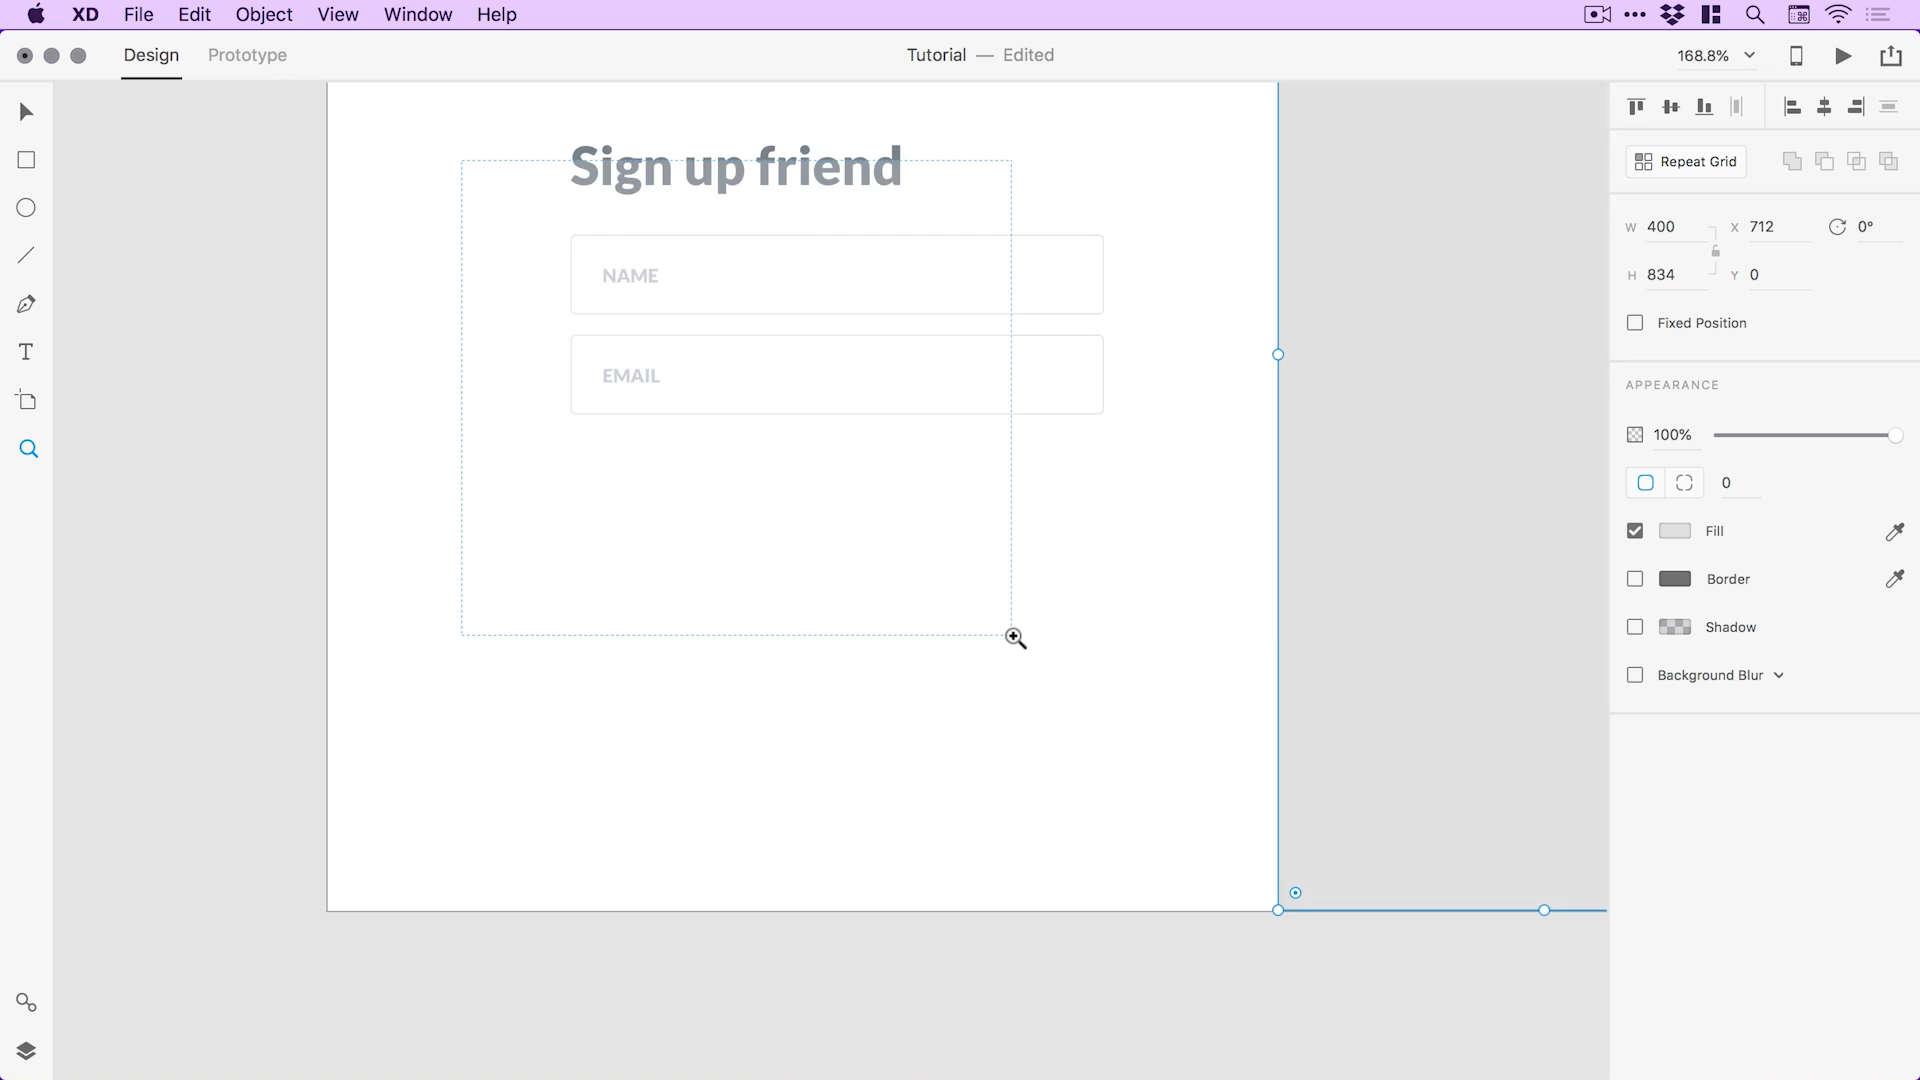 XD File Edit Object View Window Help
Design Prototype
Tutorial — Edited
168.8%
Repeat Grid
W 400 X 712 0°
H 834 Y 0
Fixed Position
APPEARANCE
100%
0
Fill
Border
Shadow
Background Blur
Sign up friend
NAME
EMAIL
T